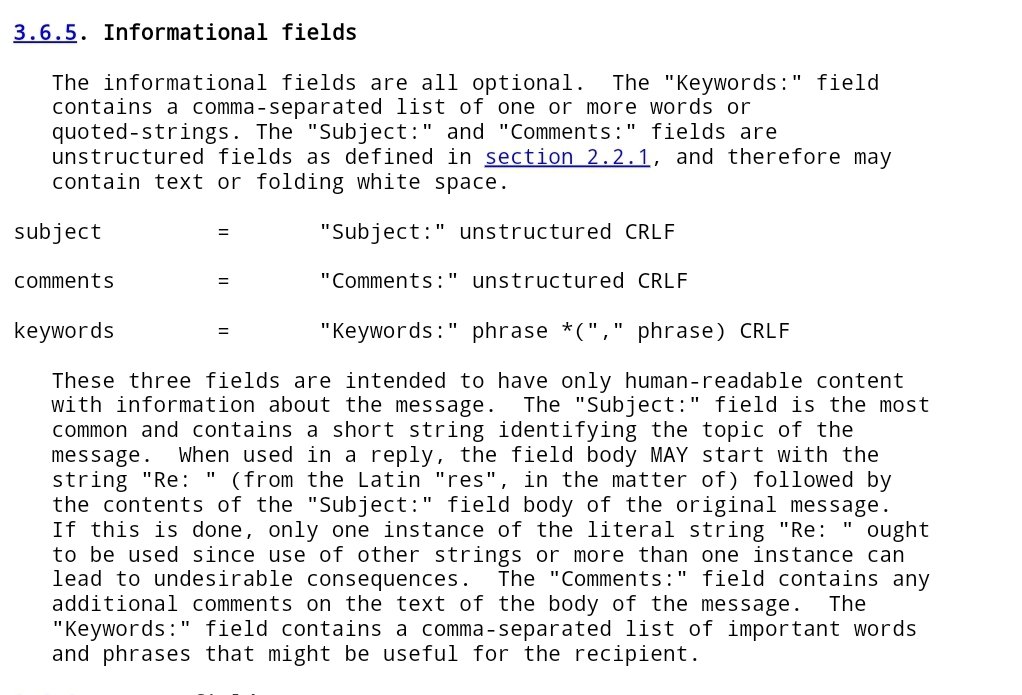 3.6.5. Informational fields
The informational fields are all optional.  The "Keywords:" field
contains a comma-separated list of one or more words or
quoted-strings. The "Subject:" and "Comments:" fields are
unstructured fields as defined in section 2.2.1, and therefore may
contain text or folding white space.
subject         =       "Subject:" unstructured CRLF
comments        =       "Comments:" unstructured CRLF
keywords        =       "Keywords:" phrase *("," phrase) CRLF
These three fields are intended to have only human-readable content
with information about the message.  The "Subject:" field is the most
common and contains a short string identifying the topic of the
message.  When used in a reply, the field body MAY start with the
string "Re: " (from the Latin "res", in the matter of) followed by
the contents of the "Subject:" field body of the original message.
If this is done, only one instance of the literal string "Re: " ought
to be used since use of other strings or more than one instance can
lead to undesirable consequences.  The "Comments:" field contains any
additional comments on the text of the body of the message.  The
"Keywords:" field contains a comma-separated list of important words
and phrases that might be useful for the recipient.